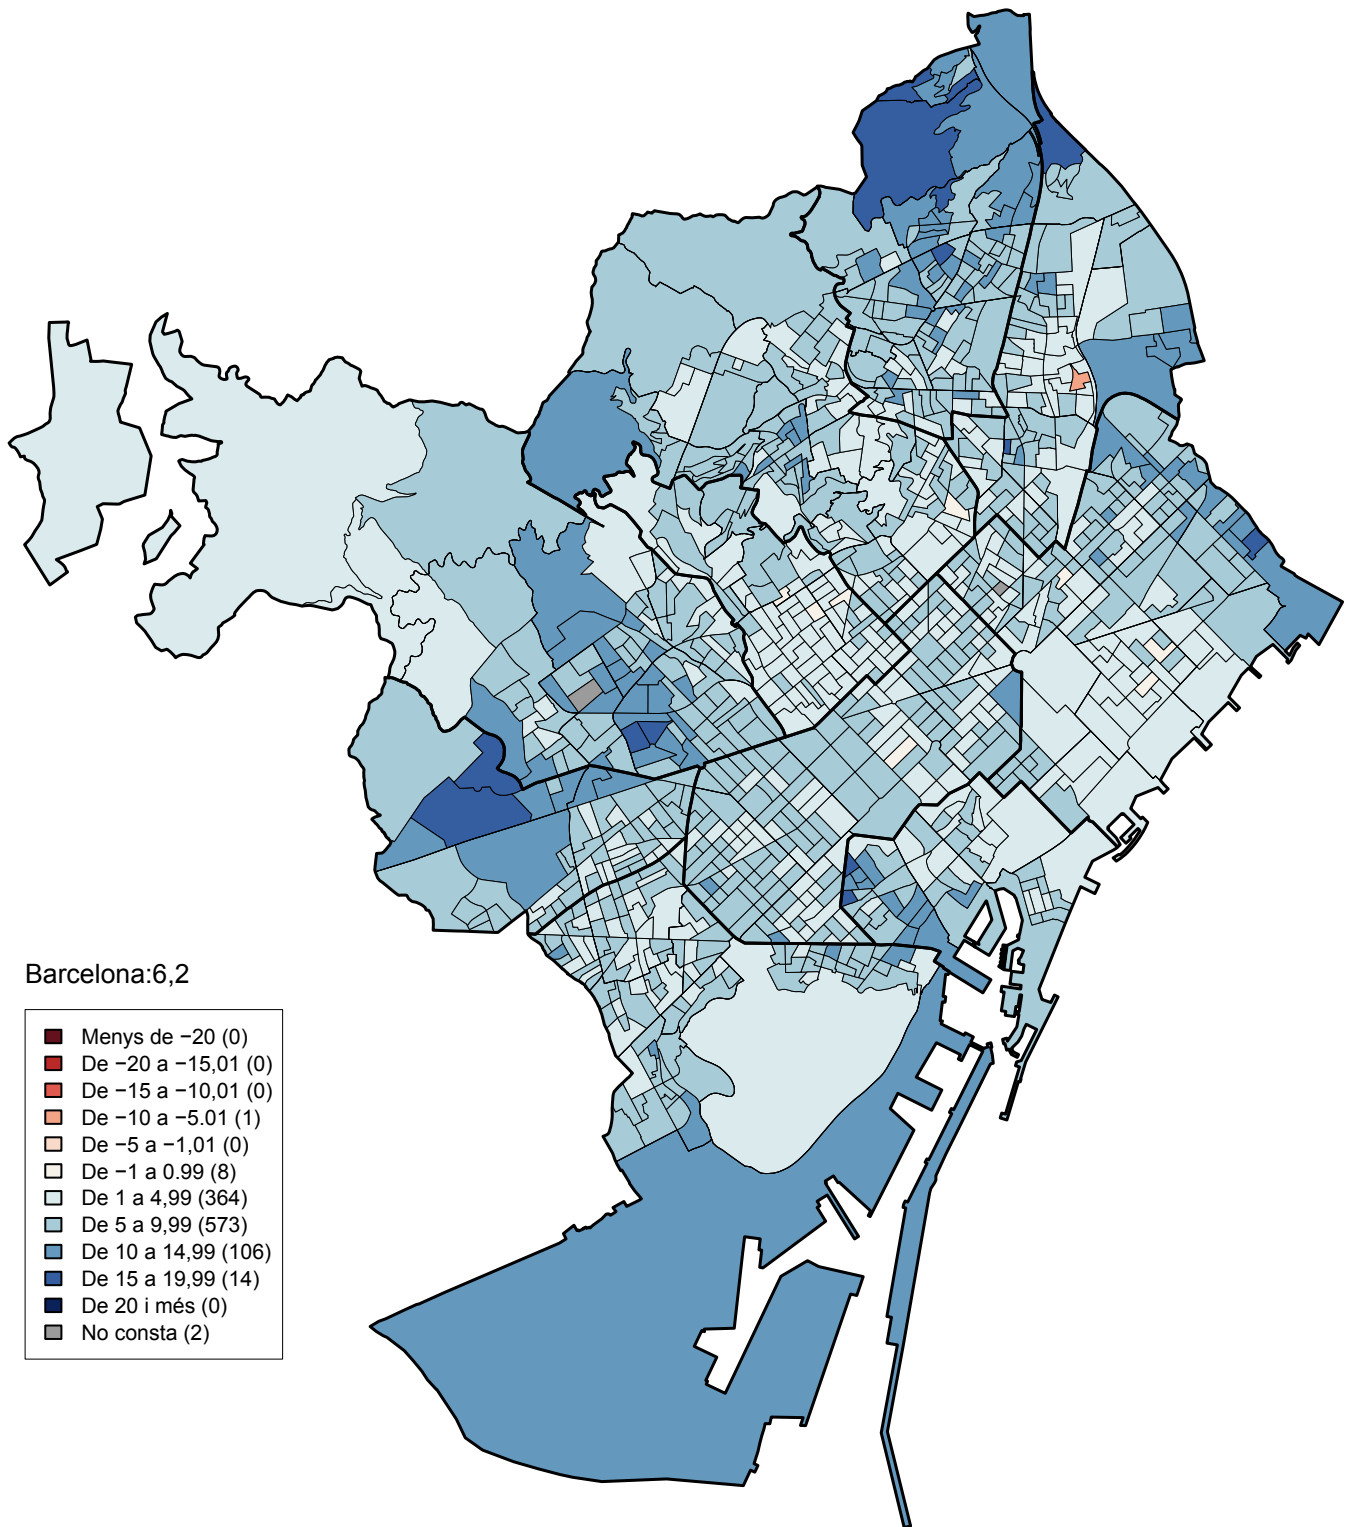 Barcelona:6,2
Menys de −20 (0)
De −20 a −15,01 (0)
De −15 a −10,01 (0)
De −10 a −5.01 (1)
De −5 a −1,01 (0)
De −1 a 0.99 (8)
De 1 a 4,99 (364)
De 5 a 9,99 (573)
De 10 a 14,99 (106)
De 15 a 19,99 (14)
De 20 i més (0)
No consta (2)